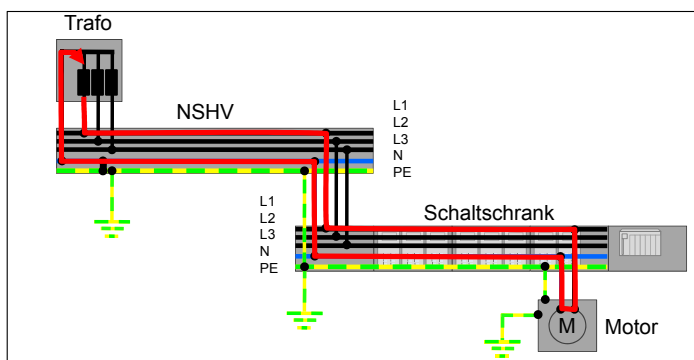 Trafo
NSHV
L1
L2
L3
N
PE
L1
L2
L3
N
PE
Schaltschrank
M
Motor